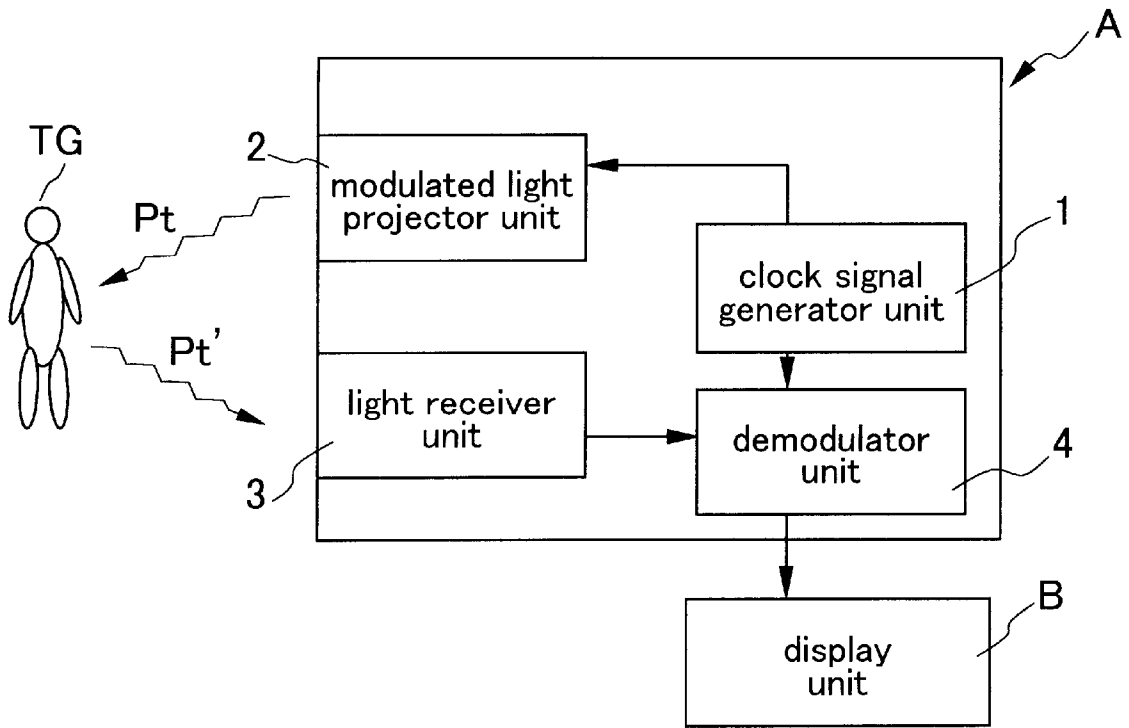 A
TG
2
modulated light
projector unit
Pt
1
clock signal
generator unit
Pt'
light receiver
unit
3
demodulator
unit
4
B
display
unit